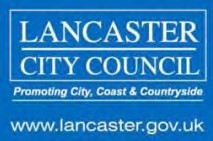 LANCASTER
CITY COUNCIL
Promoting City, Coast & Countryside
www.lancaster.gov.uk